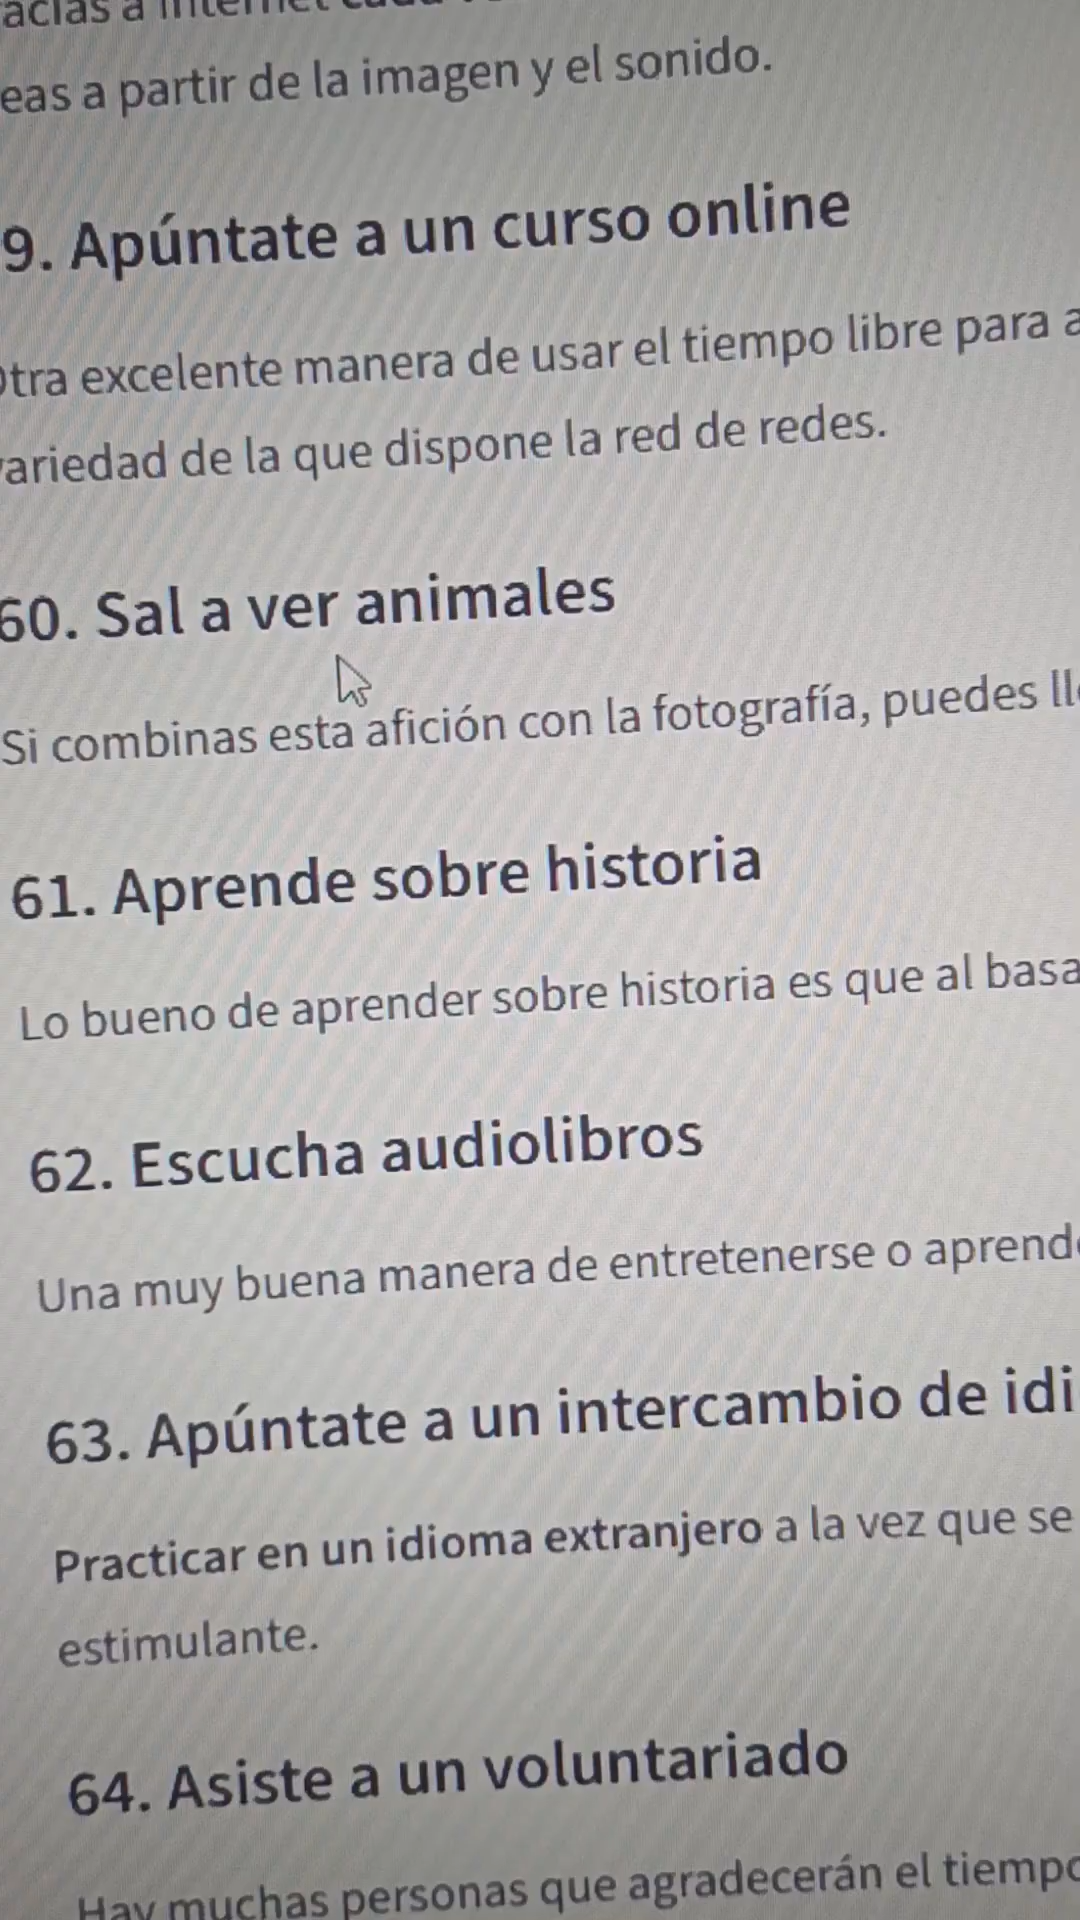 eas a partir de la imagen y el sonido.
9. Apúntate a un curso online
excelente manera de usar el tiempo libre para
de la que dispone la red de redes.
60. Sal a ver animales
Si combinas esta afición con la fotografía, puedes
61. Aprende sobre historia
Lo bueno de aprender sobre historia es que al
62. Escucha audiolibros
Una muy buena manera de entretenerse o
63. Apúntate a un intercambio de idi
Practicar en un idioma extranjero a la vez que se
estimulante.
64. Asiste a un voluntariado
Hay muchas personas que agradecerán el